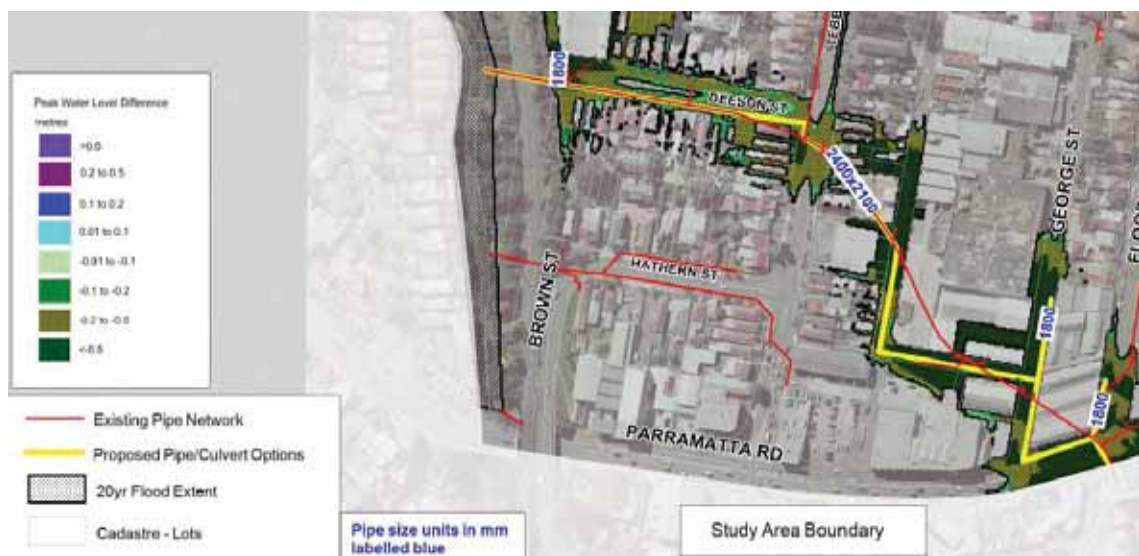 Peak Water Level Difference
metres
>0.5
0.2 to 0.5
0.1 to 0.2
0.01 to 0.1
-0.01 to -0.1
-0.1 to -0.2
-0.2 to -0.5
<-0.5
Existing Pipe Network
Proposed Pipe/Culvert Options
20yr Flood Extent
Cadastre - Lots
Pipe size units in mm
labelled blue
Study Area Boundary
1800
2400x2100
GEORGE ST
HATHERN ST
BROWN ST
1800
1800
PARRAMATTA RD